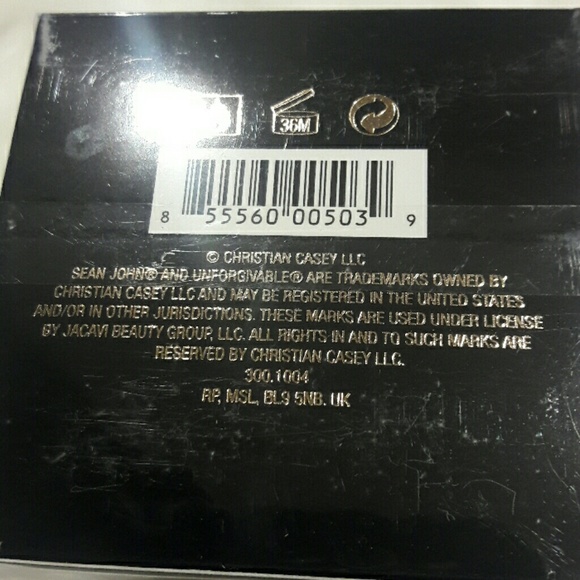 36M
8 55560 00503 9
© CHRISTIAN CASEY LLC
SEAN JOHN® AND UNFORGIVABLE® ARE TRADEMARKS OWNED BY
CHRISTIAN CASEY LLC AND MAY BE REGISTERED IN THE UNITED STATES
AND/OR IN OTHER JURISDICTIONS. THESE MARKS ARE USED UNDER LICENSE
BY JACAVI BEAUTY GROUP, LLC. ALL RIGHTS IN AND TO SUCH MARKS ARE
RESERVED BY CHRISTIAN CASEY LLC.
300.1004
RP, MSL, BL9 5NB. UK